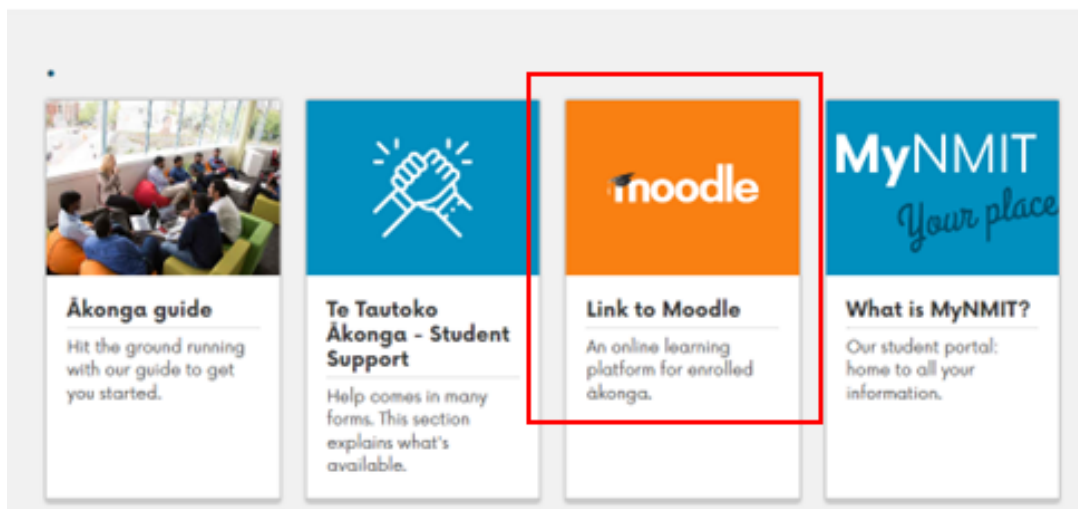 moodle
MyNMIT
Your place
Ākonga guide
Hit the ground running
with our guide to get
you started.
Te Tautoko
Ākonga - Student
Support
Help comes in many
forms. This section
explains what's
available.
Link to Moodle
An online learning
platform for enrolled
ākonga.
What is MyNMIT?
Our student portal:
home to all your
information.